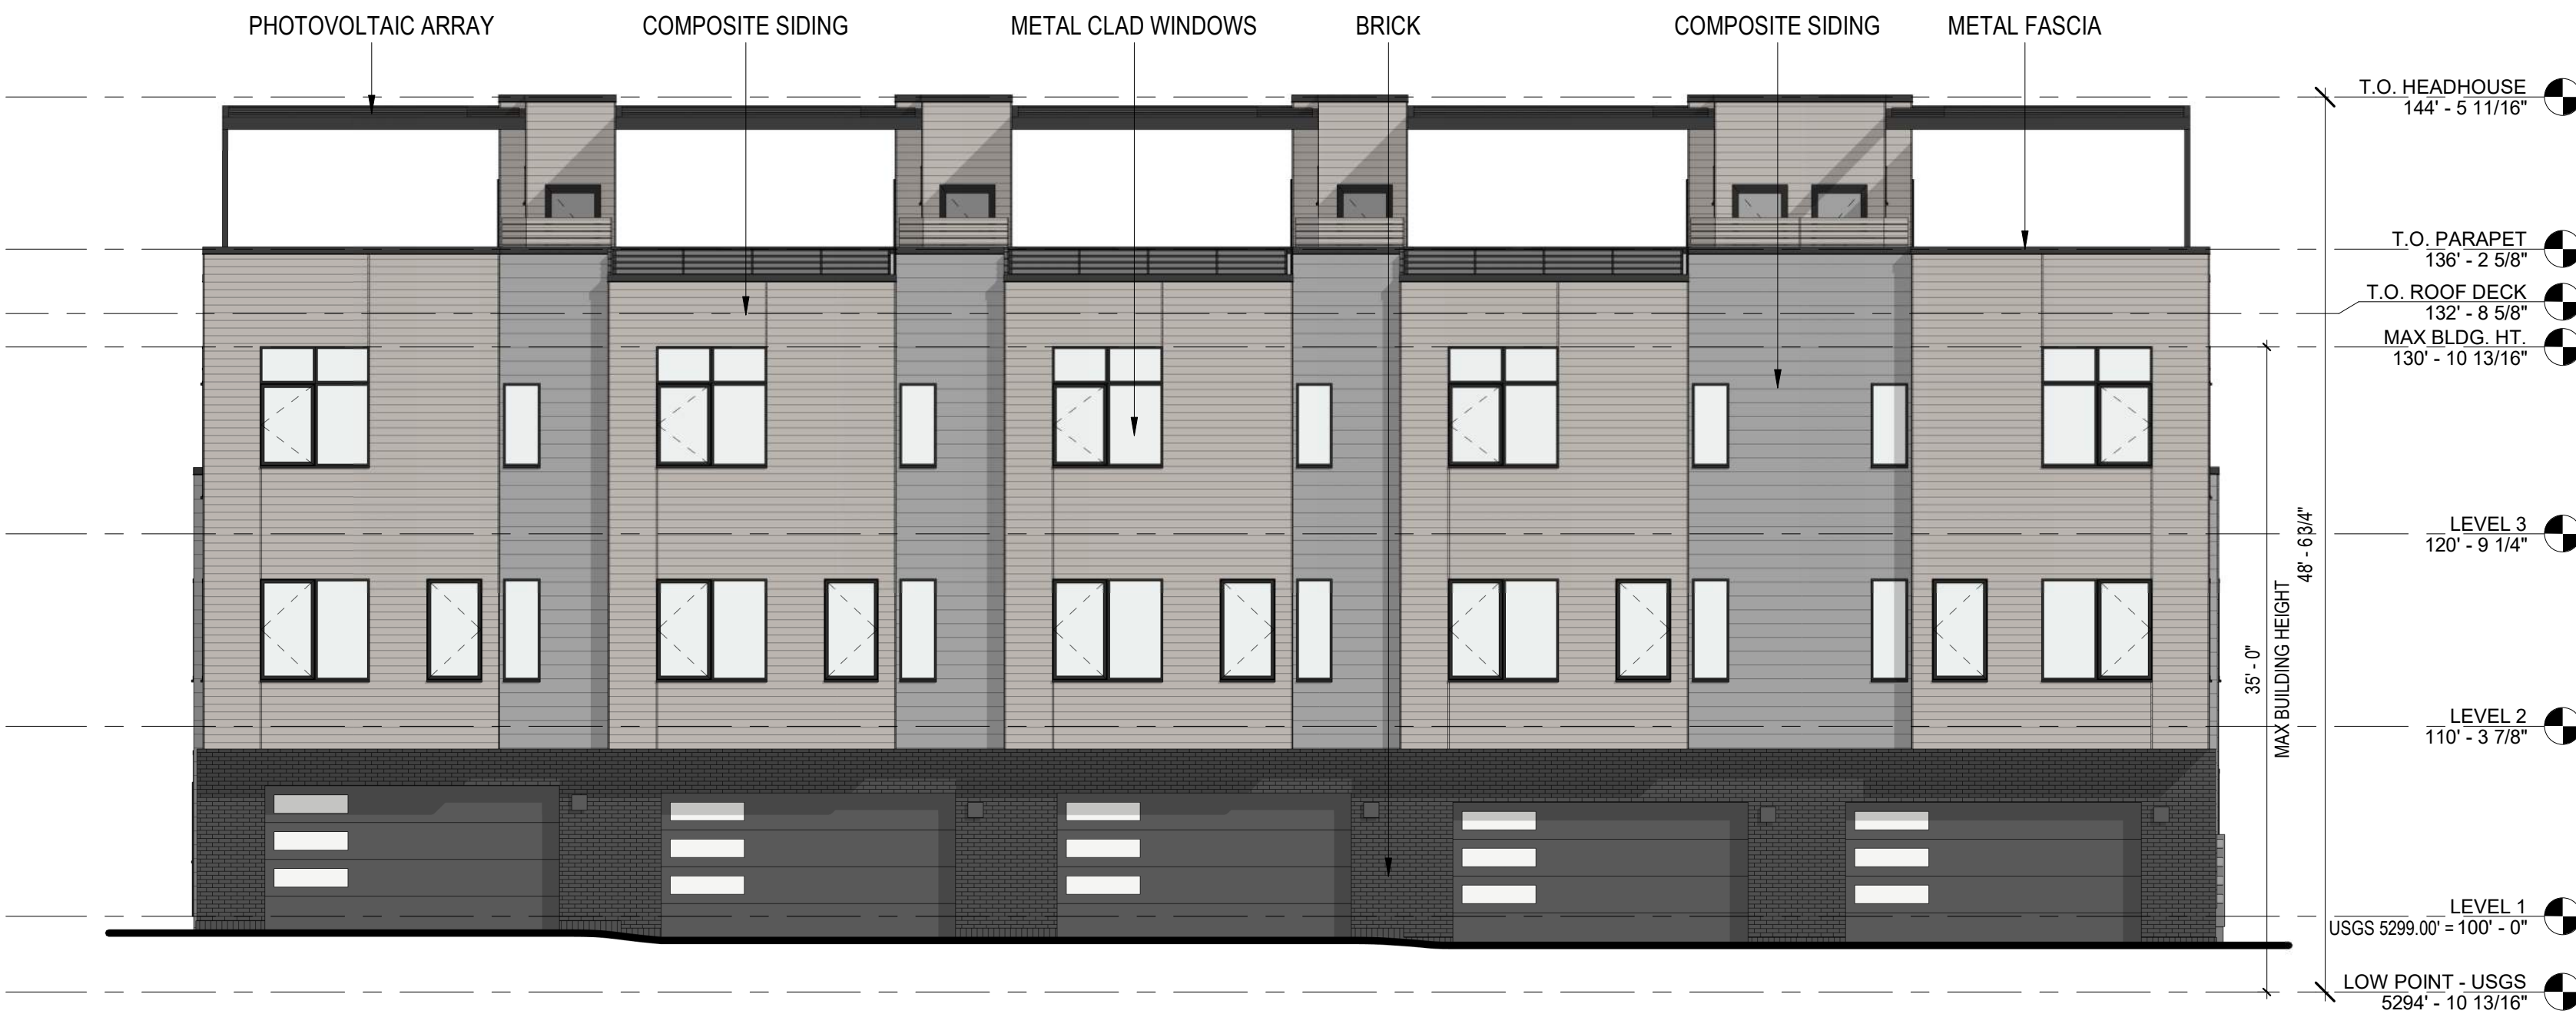 PHOTOVOLTAIC ARRAY
COMPOSITE SIDING
METAL CLAD WINDOWS
BRICK
COMPOSITE SIDING
METAL FASCIA
T.O. HEADHOUSE
144' - 5 11/16"
T.O. PARAPET
136' - 2 5/8"
T.O. ROOF DECK
132' - 8 5/8"
MAX BLDG. HT.
130' - 10 13/16"
LEVEL 3
120' - 9 1/4"
48' - 6 3/4"
35' - 0"
MAX BUILDING HEIGHT
LEVEL 2
110' - 3 7/8"
LEVEL 1
USGS 5299.00' = 100' - 0"
LOW POINT - USGS
5294' - 10 13/16"